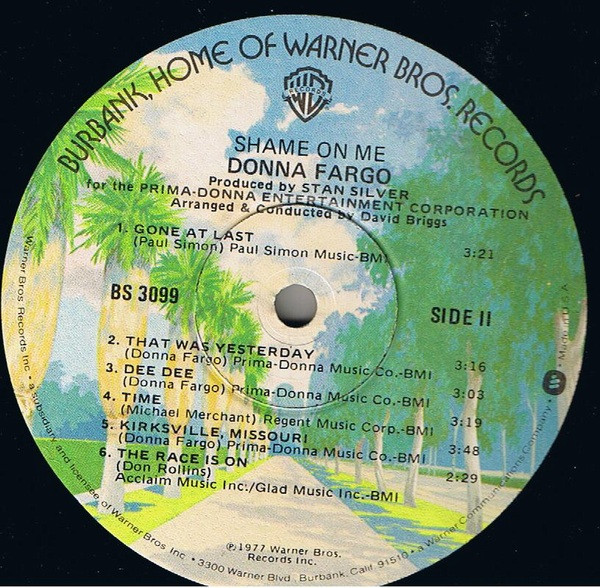 BURBANK, HOME OF WARNER BROS. RECORDS
RECORDS
SHAME ON ME
DONNA FARGO
Produced by STAN SILVER
for the PRIMA-DONNA ENTERTAINMENT CORPORATION
Arranged & Conducted by David Briggs
1. GONE AT LAST
(Paul Simon) Paul Simon Music-BMI 3:21
BS 3099
SIDE II
2. THAT WAS YESTERDAY
(Donna Fargo) Prima-Donna Music Co.-BMI 3:16
3. DEE DEE
(Donna Fargo) Prima-Donna Music Co.-BMI 3:03
4. TIME
(Michael Merchant) Regent Music Corp.-BMI 3:19
5. KIRKSVILLE, MISSOURI
(Donna Fargo) Prima-Donna Music Co.-BMI 3:48
6. THE RACE IS ON
(Don Rollins) 2:29
Acclaim Music Inc./Glad Music Inc.-BMI
℗1977 Warner Bros.
Records Inc.
Warner Bros. Records Inc. • a subsidiary and licensee of Warner Bros. Inc. • 3300 Warner Blvd., Burbank, Calif. 91510 • a Warner Communications Company • Made in U.S.A.